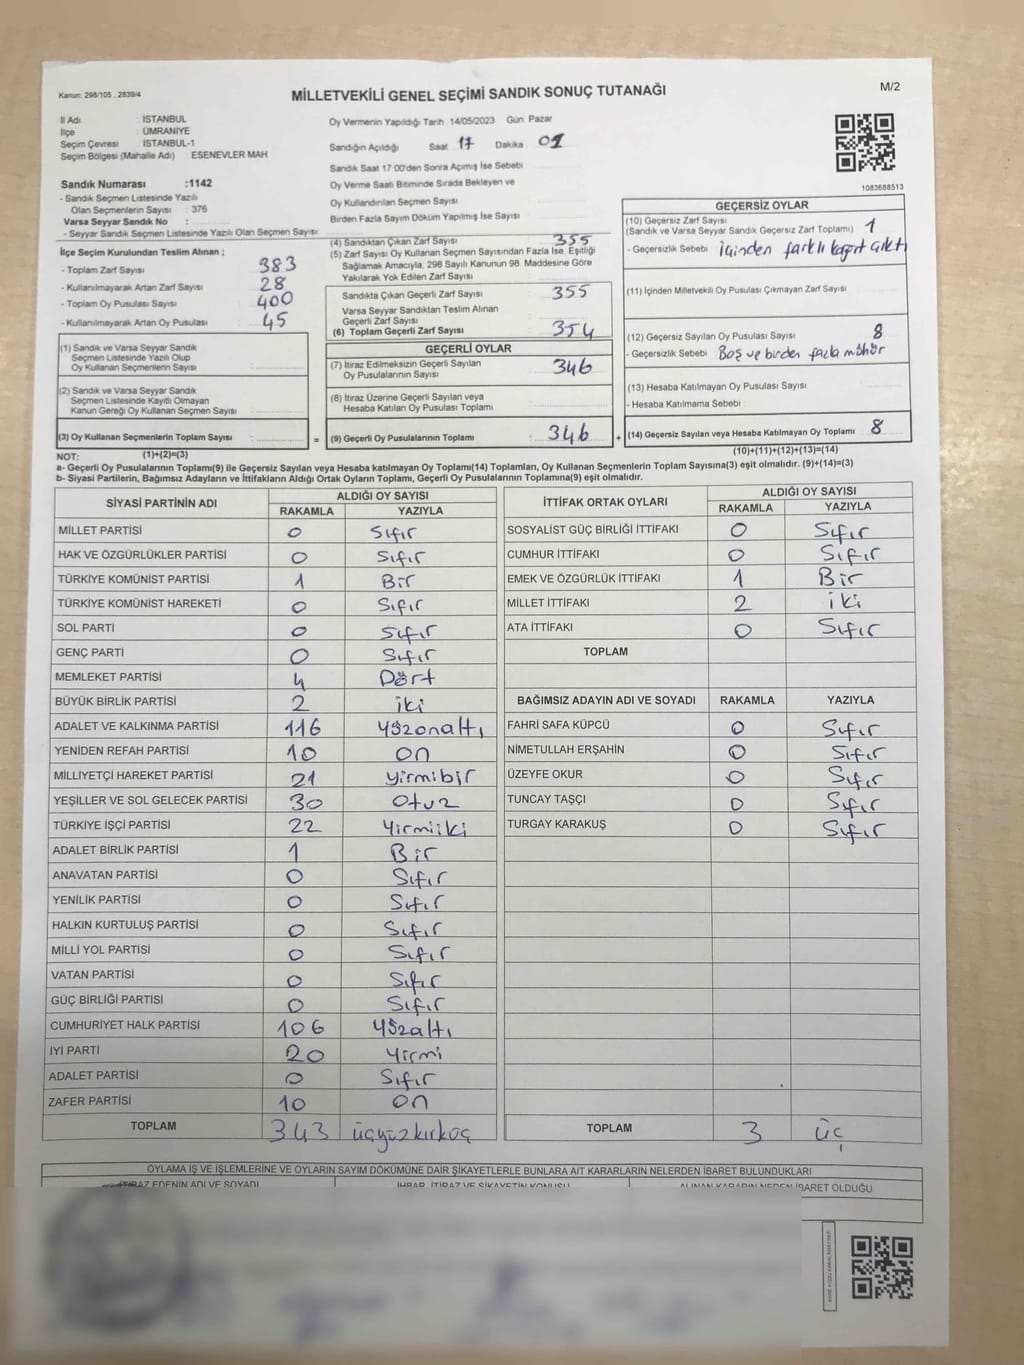 Kanun: 298/105 , 2839/4
MİLLETVEKİLİ GENEL SEÇİMİ SANDIK SONUÇ TUTANAĞI
M/2
İl Adı : İSTANBUL
İlçe : ÜMRANİYE
Seçim Çevresi : İSTANBUL-1
Seçim Bölgesi (Mahalle Adı) : ESENEVLER MAH.
Sandık Numarası :1142
- Sandık Seçmen Listesinde Yazılı
Olan Seçmenlerin Sayısı : 376
Varsa Seyyar Sandık No :
- Seyyar Sandık Seçmen Listesinde Yazılı Olan Seçmen Sayısı :
İlçe Seçim Kurulundan Teslim Alınan ;
- Toplam Zarf Sayısı : 383
- Kullanılmayarak Artan Zarf Sayısı : 28
- Toplam Oy Pusulası Sayısı : 400
- Kullanılmayarak Artan Oy Pusulası : 45
(1) Sandık ve Varsa Seyyar Sandık
Seçmen Listesinde Yazılı Olup
Oy Kullanan Seçmenlerin Sayısı :
(2) Sandık ve Varsa Seyyar Sandık
Seçmen Listesinde Kayıtlı Olmayan
Kanun Gereği Oy Kullanan Seçmen Sayısı :
(3) Oy Kullanan Seçmenlerin Toplam Sayısı : =
Oy Vermenin Yapıldığı Tarih 14/05/2023 Gün Pazar
Sandığın Açıldığı Saat 17 Dakika 01
Sandık Saat 17:00'den Sonra Açımış İse Sebebi
Oy Verme Saati Bitiminde Sırada Bekleyen ve
Oy Kullandırılan Seçmen Sayısı
Birden Fazla Sayım Döküm Yapılmış İse Sayısı
(4) Sandıktan Çıkan Zarf Sayısı : 355
(5) Zarf Sayısı Oy Kullanan Seçmen Sayısından Fazla İse, Eşitliği
Sağlamak Amacıyla, 298 Sayılı Kanunun 98. Maddesine Göre
Yakılarak Yok Edilen Zarf Sayısı :
Sandıkta Çıkan Geçerli Zarf Sayısı : 355
Varsa Seyyar Sandıktan Teslim Alınan
Geçerli Zarf Sayısı :
(6) Toplam Geçerli Zarf Sayısı : 354
GEÇERLİ OYLAR
(7) İtiraz Edilmeksizin Geçerli Sayılan
Oy Pusulalarının Sayısı : 346
(8) İtiraz Üzerine Geçerli Sayılan veya
Hesaba Katılan Oy Pusulası Toplamı :
(9) Geçerli Oy Pusulalarının Toplamı : 346 +
1083688513
GEÇERSİZ OYLAR
(10) Geçersiz Zarf Sayısı : 1
(Sandık ve Varsa Seyyar Sandık Geçersiz Zarf Toplamı)
- Geçersizlik Sebebi : içinden farklı kağıt çıktı
(11) İçinden Milletvekili Oy Pusulası Çıkmayan Zarf Sayısı :
(12) Geçersiz Sayılan Oy Pusulası Sayısı : 8
- Geçersizlik Sebebi : Boş ve birden fazla mühür
(13) Hesaba Katılmayan Oy Pusulası Sayısı :
- Hesaba Katılmama Sebebi :
(14) Geçersiz Sayılan veya Hesaba Katılmayan Oy Toplamı : 8
NOT: (1)+(2)=(3) (10)+(11)+(12)+(13)=(14)
a- Geçerli Oy Pusulalarının Toplamı(9) ile Geçersiz Sayılan veya Hesaba katılmayan Oy Toplamı(14) Toplamları, Oy Kullanan Seçmenlerin Toplam Sayısına(3) eşit olmalıdır. (9)+(14)=(3)
b- Siyasi Partilerin, Bağımsız Adayların ve İttifakların Aldığı Ortak Oyların Toplamı, Geçerli Oy Pusulalarının Toplamına(9) eşit olmalıdır.
SİYASİ PARTİNİN ADI ALDIĞI OY SAYISI
RAKAMLA YAZIYLA
MİLLET PARTİSİ 0 Sıfır
HAK VE ÖZGÜRLÜKLER PARTİSİ 0 Sıfır
TÜRKİYE KOMÜNİST PARTİSİ 1 Bir
TÜRKİYE KOMÜNİST HAREKETİ 0 Sıfır
SOL PARTİ 0 Sıfır
GENÇ PARTİ 0 Sıfır
MEMLEKET PARTİSİ 4 Dört
BÜYÜK BİRLİK PARTİSİ 2 iki
ADALET VE KALKINMA PARTİSİ 116 Yüzonaltı
YENİDEN REFAH PARTİSİ 10 on
MİLLİYETÇİ HAREKET PARTİSİ 21 yirmibir
YEŞİLLER VE SOL GELECEK PARTİSİ 30 Otuz
TÜRKİYE İŞÇİ PARTİSİ 22 Yirmiiki
ADALET BİRLİK PARTİSİ 1 Bir
ANAVATAN PARTİSİ 0 Sıfır
YENİLİK PARTİSİ 0 Sıfır
HALKIN KURTULUŞ PARTİSİ 0 Sıfır
MİLLİ YOL PARTİSİ 0 Sıfır
VATAN PARTİSİ 0 Sıfır
GÜÇ BİRLİĞİ PARTİSİ 0 Sıfır
CUMHURİYET HALK PARTİSİ 106 Yüzaltı
İYİ PARTİ 20 Yirmi
ADALET PARTİSİ 0 Sıfır
ZAFER PARTİSİ 10 on
TOPLAM 343 üçyüzkırküç
İTTİFAK ORTAK OYLARI ALDIĞI OY SAYISI
RAKAMLA YAZIYLA
SOSYALİST GÜÇ BİRLİĞİ İTTİFAKI 0 Sıfır
CUMHUR İTTİFAKI 0 Sıfır
EMEK VE ÖZGÜRLÜK İTTİFAKI 1 Bir
MİLLET İTTİFAKI 2 iki
ATA İTTİFAKI 0 Sıfır
TOPLAM
BAĞIMSIZ ADAYIN ADI VE SOYADI RAKAMLA YAZIYLA
FAHRİ SAFA KÜPCÜ 0 Sıfır
NİMETULLAH ERŞAHİN 0 Sıfır
ÜZEYFE OKUR 0 Sıfır
TUNCAY TAŞÇI 0 Sıfır
TURGAY KARAKUŞ 0 Sıfır
TOPLAM 3 üç
OYLAMA İŞ VE İŞLEMLERİNE VE OYLARIN SAYIM DÖKÜMÜNE DAİR ŞİKAYETLERLE BUNLARA AİT KARARLARIN NELERDEN İBARET BULUNDUKLARI
İTİRAZ EDENİN ADI VE SOYADI İHBAR, İTİRAZ VE ŞİKAYETİN KONUSU ALINAN KARARIN NEDEN İBARET OLDUĞU